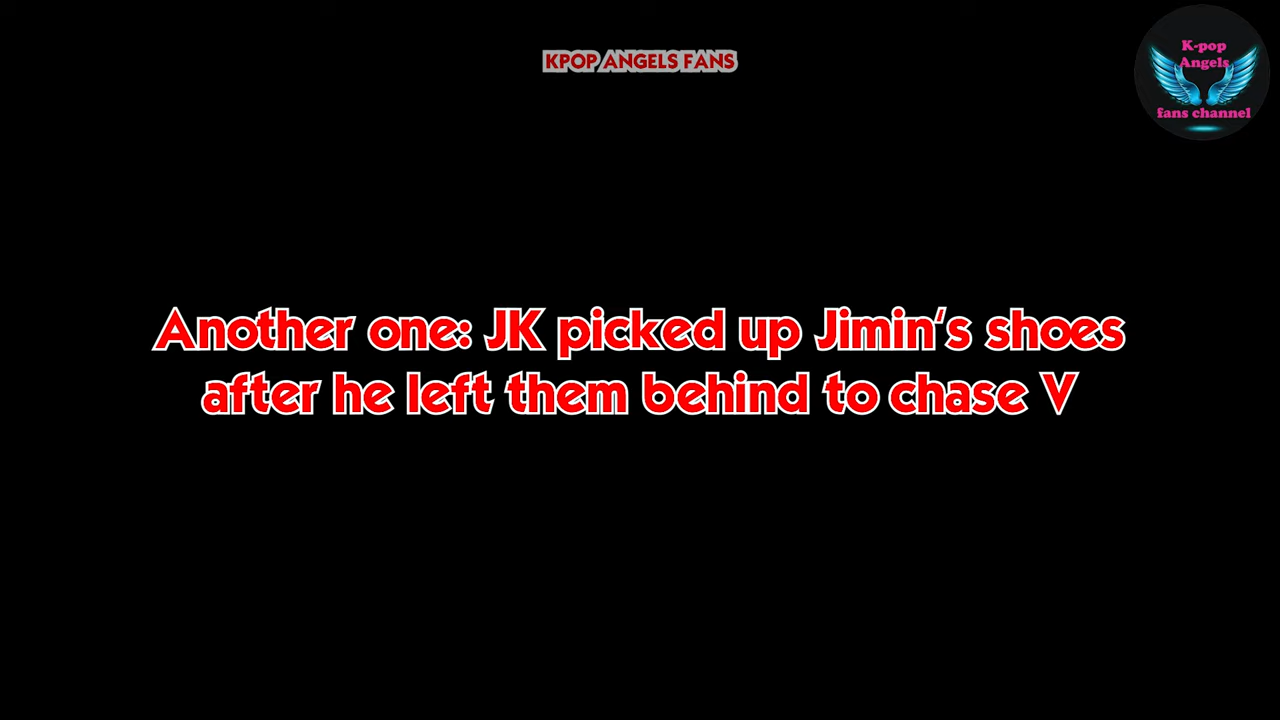 KPOP ANGELS FANS
K-pop
Angels
fans channel
Another one: JK picked up Jimin's shoes
after he left them behind to chase V